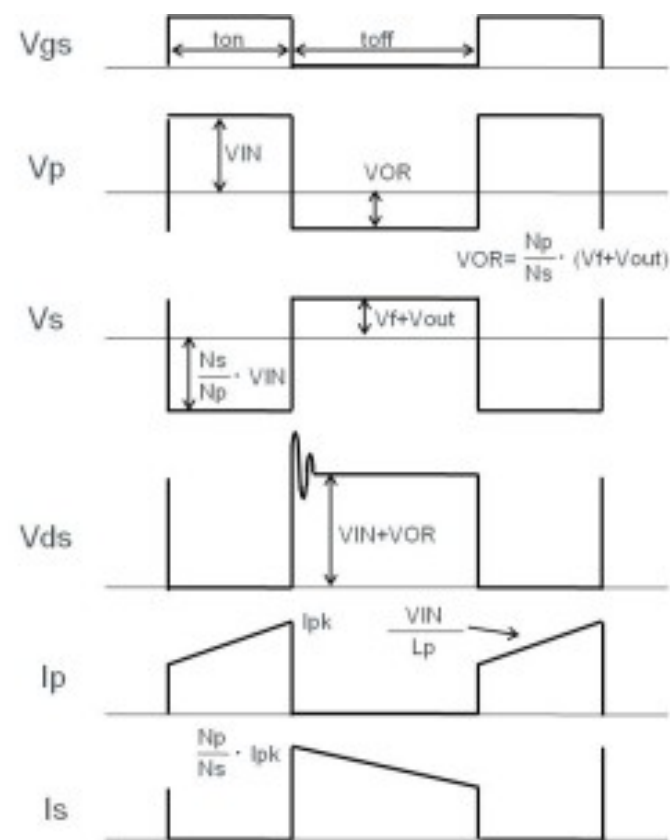 Vgs
ton
toff
Vp
VIN
VOR
VOR= Np/Ns · (Vf+Vout)
Vs
Vf+Vout
Ns/Np · VIN
Vds
VIN+VOR
Ip
Ipk
VIN/Lp
Is
Np/Ns · Ipk